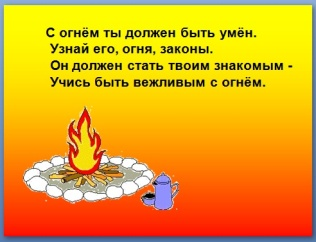 С огнём ты должен быть умён.
Узнай его, огня, законы.
Он должен стать твоим знакомым -
Учись быть вежливым с огнём.